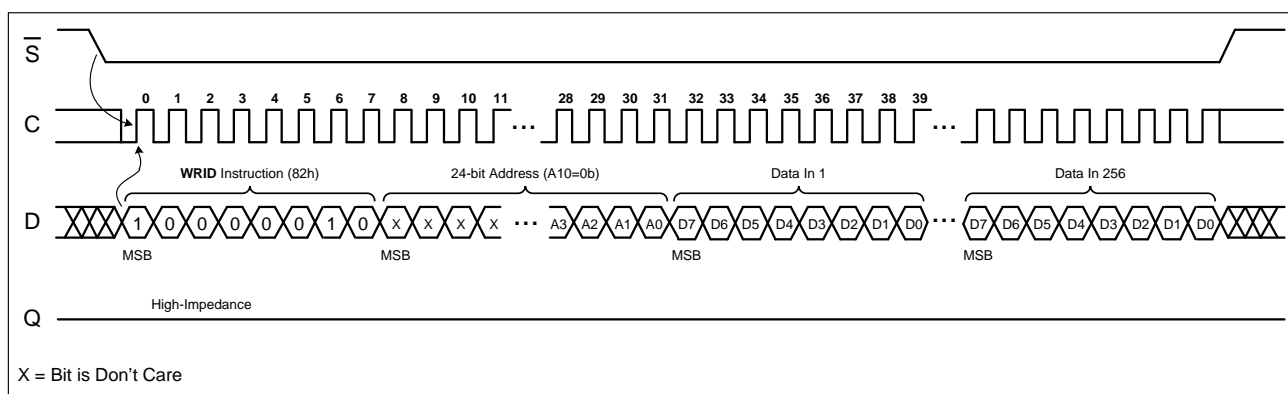 S
0 1 2 3 4 5 6 7 8 9 10 11 28 29 30 31 32 33 34 35 36 37 38 39
C ... ...
WRID Instruction (82h) 24-bit Address (A10=0b) Data In 1 Data In 256
D 1 0 0 0 0 0 1 0 X X X X ... A3 A2 A1 A0 D7 D6 D5 D4 D3 D2 D1 D0 ... D7 D6 D5 D4 D3 D2 D1 D0
MSB MSB MSB MSB
High-Impedance
Q
X = Bit is Don't Care